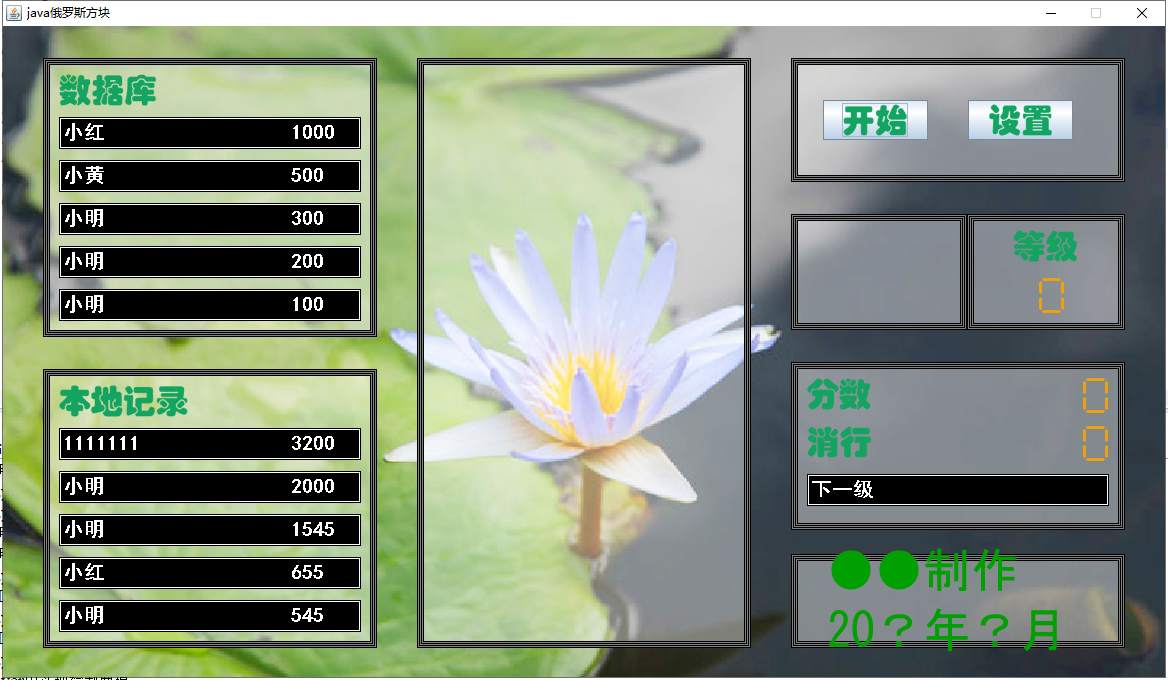 java俄罗斯方块
数据库
小红 1000
小黄 500
小明 300
小明 200
小明 100
本地记录
1111111 3200
小明 2000
小明 1545
小红 655
小明 545
开始 设置
等级
0
分数 0
消行 0
下一级
●●制作
20？年？月